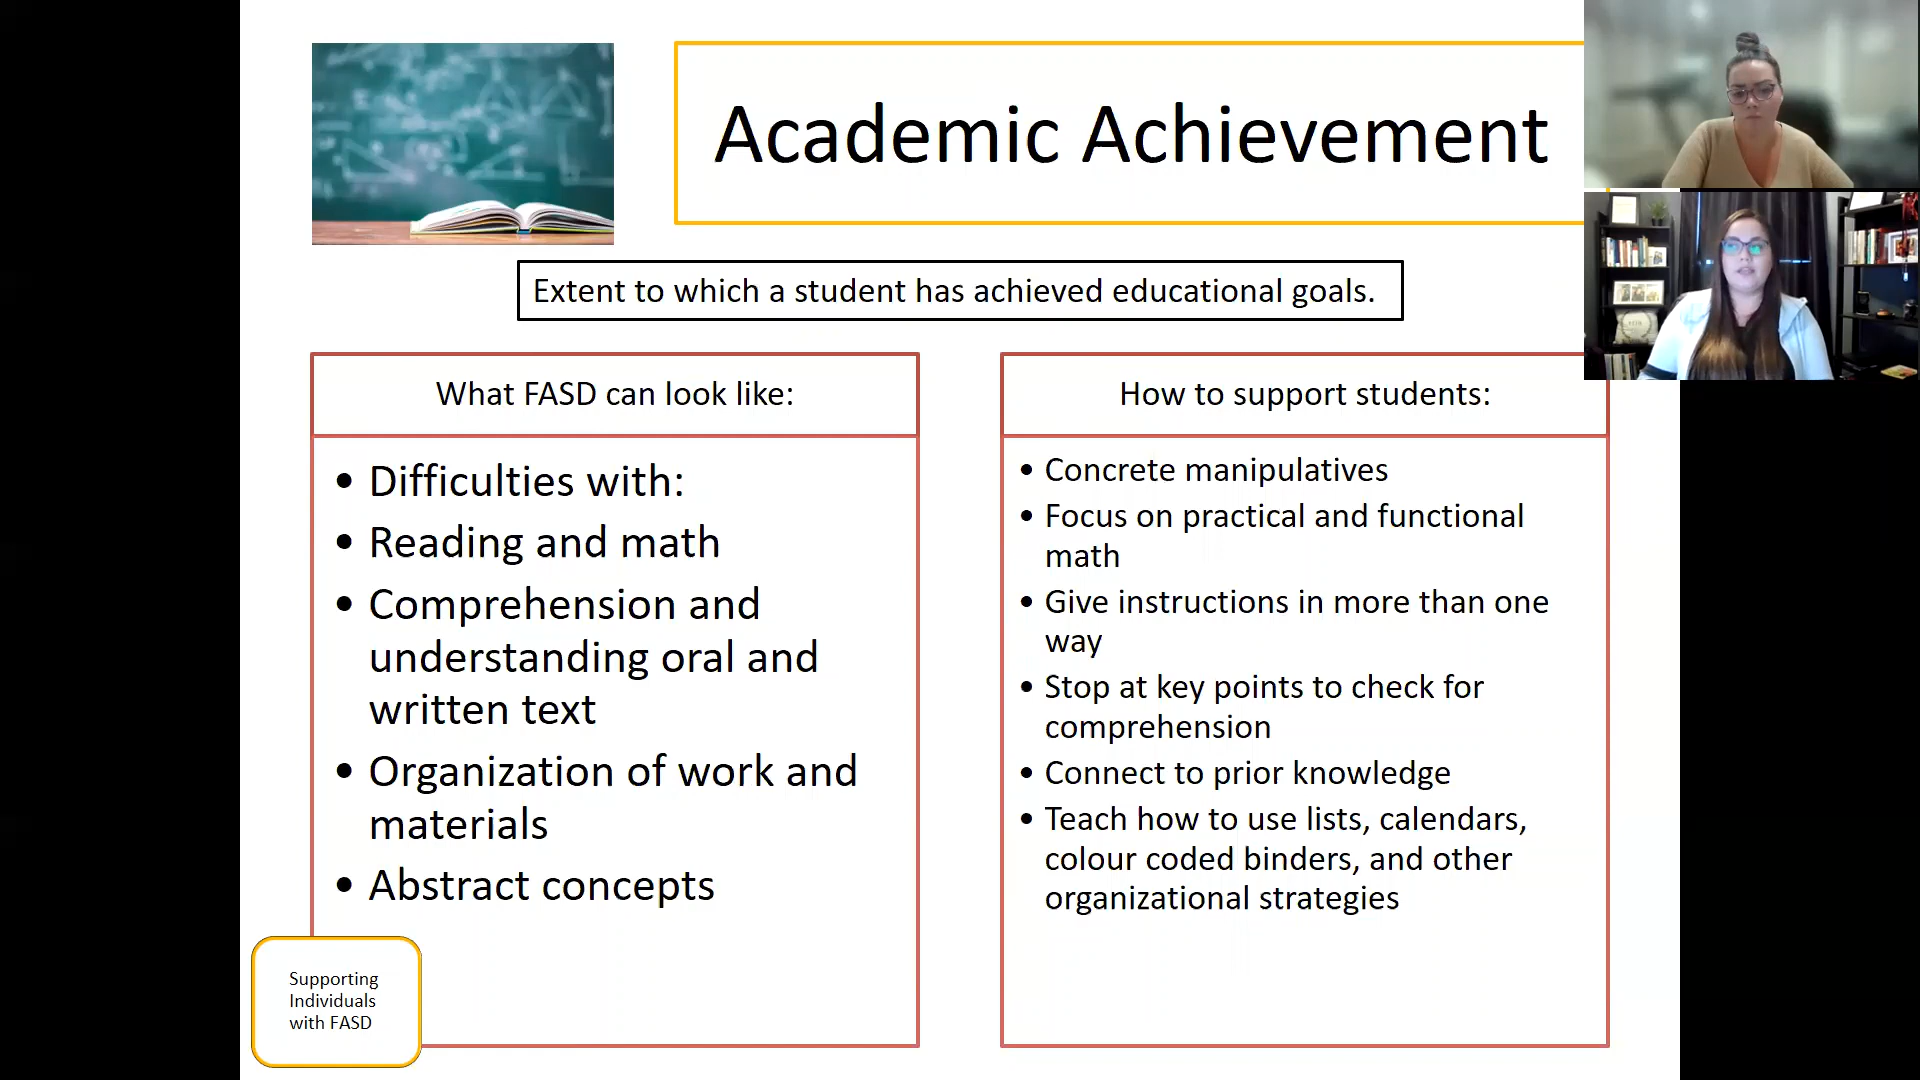 Academic Achievement
Extent to which a student has achieved educational goals.
What FASD can look like:
• Difficulties with:
• Reading and math
• Comprehension and
understanding oral and
written text
• Organization of work and
materials
• Abstract concepts
How to support students:
• Concrete manipulatives
• Focus on practical and functional
math
• Give instructions in more than one
way
• Stop at key points to check for
comprehension
• Connect to prior knowledge
• Teach how to use lists, calendars,
colour coded binders, and other
organizational strategies
Supporting
Individuals
with FASD